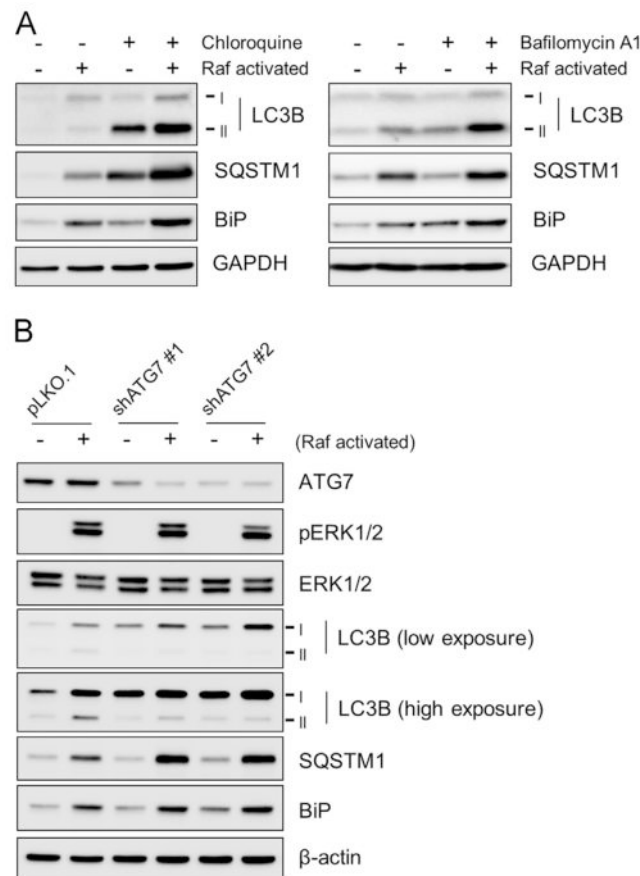 A
- - + + Chloroquine - - + + Bafilomycin A1
- + - + Raf activated - + - + Raf activated
I
II
LC3B
I
II
LC3B
SQSTM1 SQSTM1
BiP BiP
GAPDH GAPDH
B
pLKO.1 shATG7 #1 shATG7 #2
- + - + - + (Raf activated)
ATG7
pERK1/2
ERK1/2
I
II
LC3B (low exposure)
I
II
LC3B (high exposure)
SQSTM1
BiP
β-actin